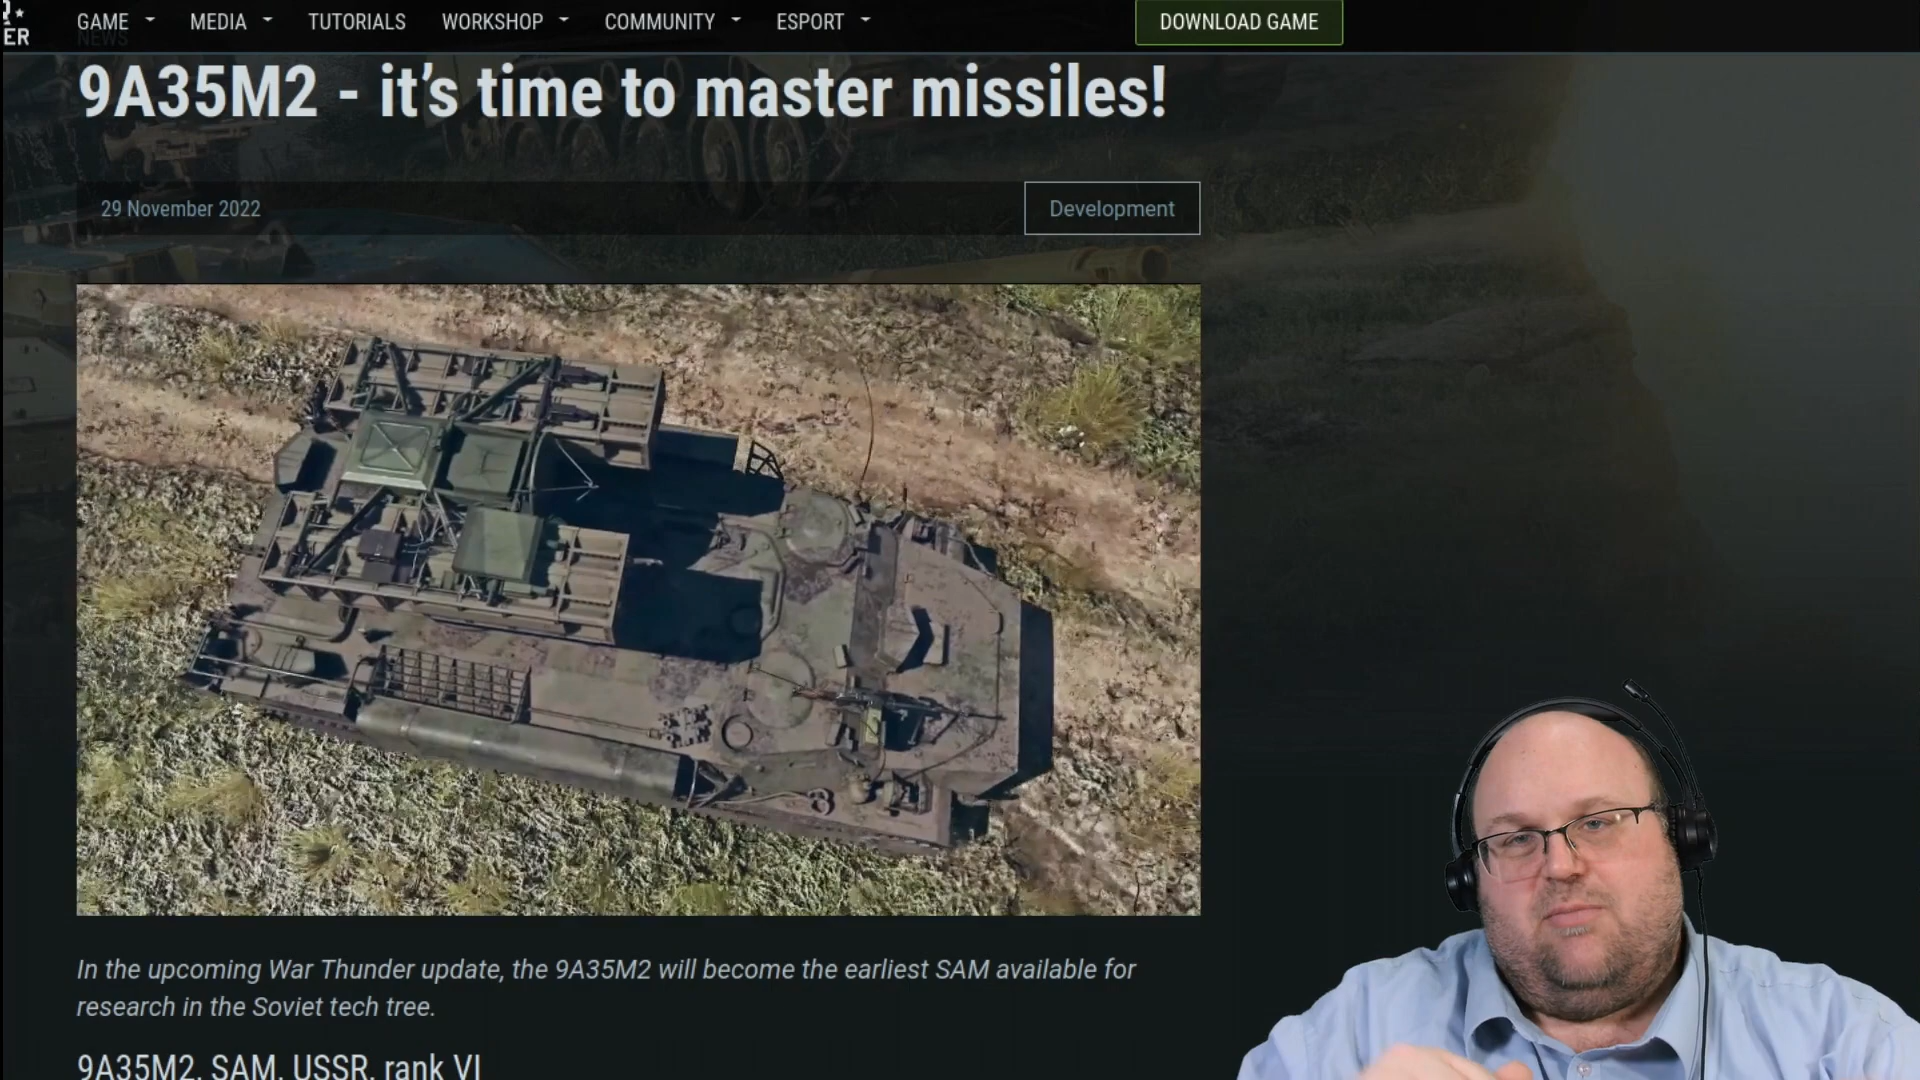 ER
GAME MEDIA TUTORIALS WORKSHOP COMMUNITY ESPORT DOWNLOAD GAME
NEWS
9A35M2 - it’s time to master missiles!
29 November 2022 Development
In the upcoming War Thunder update, the 9A35M2 will become the earliest SAM available for
research in the Soviet tech tree.
9A35M2, SAM, USSR, rank VI